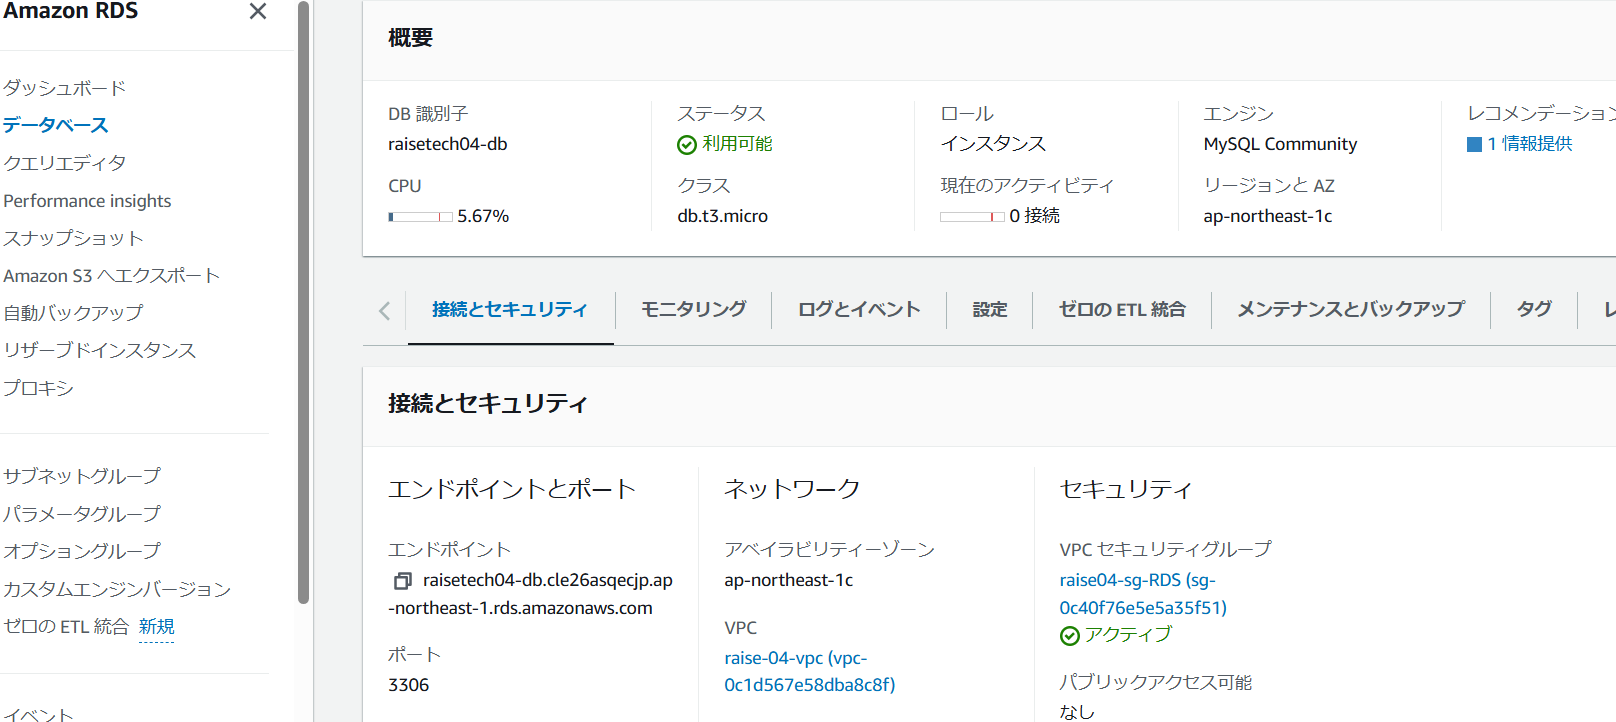 Amazon RDS
ダッシュボード
データベース
クエリエディタ
Performance insights
スナップショット
Amazon S3 へエクスポート
自動バックアップ
リザーブドインスタンス
プロキシ
サブネットグループ
パラメータグループ
オプショングループ
カスタムエンジンバージョン
ゼロの ETL 統合 新規
イベント
概要
DB 識別子
raisetech04-db
CPU
5.67%
ステータス
利用可能
クラス
db.t3.micro
ロール
インスタンス
現在のアクティビティ
0 接続
エンジン
MySQL Community
リージョンと AZ
ap-northeast-1c
レコメンデーション
1 情報提供
接続とセキュリティ
モニタリング
ログとイベント
設定
ゼロの ETL 統合
メンテナンスとバックアップ
タグ
レ
接続とセキュリティ
エンドポイントとポート
エンドポイント
raisetech04-db.cle26asqecjp.ap
-northeast-1.rds.amazonaws.com
ポート
3306
ネットワーク
アベイラビリティーゾーン
ap-northeast-1c
VPC
raise-04-vpc (vpc-
0c1d567e58dba8c8f)
セキュリティ
VPC セキュリティグループ
raise04-sg-RDS (sg-
0c40f76e5e5a35f51)
アクティブ
パブリックアクセス可能
なし